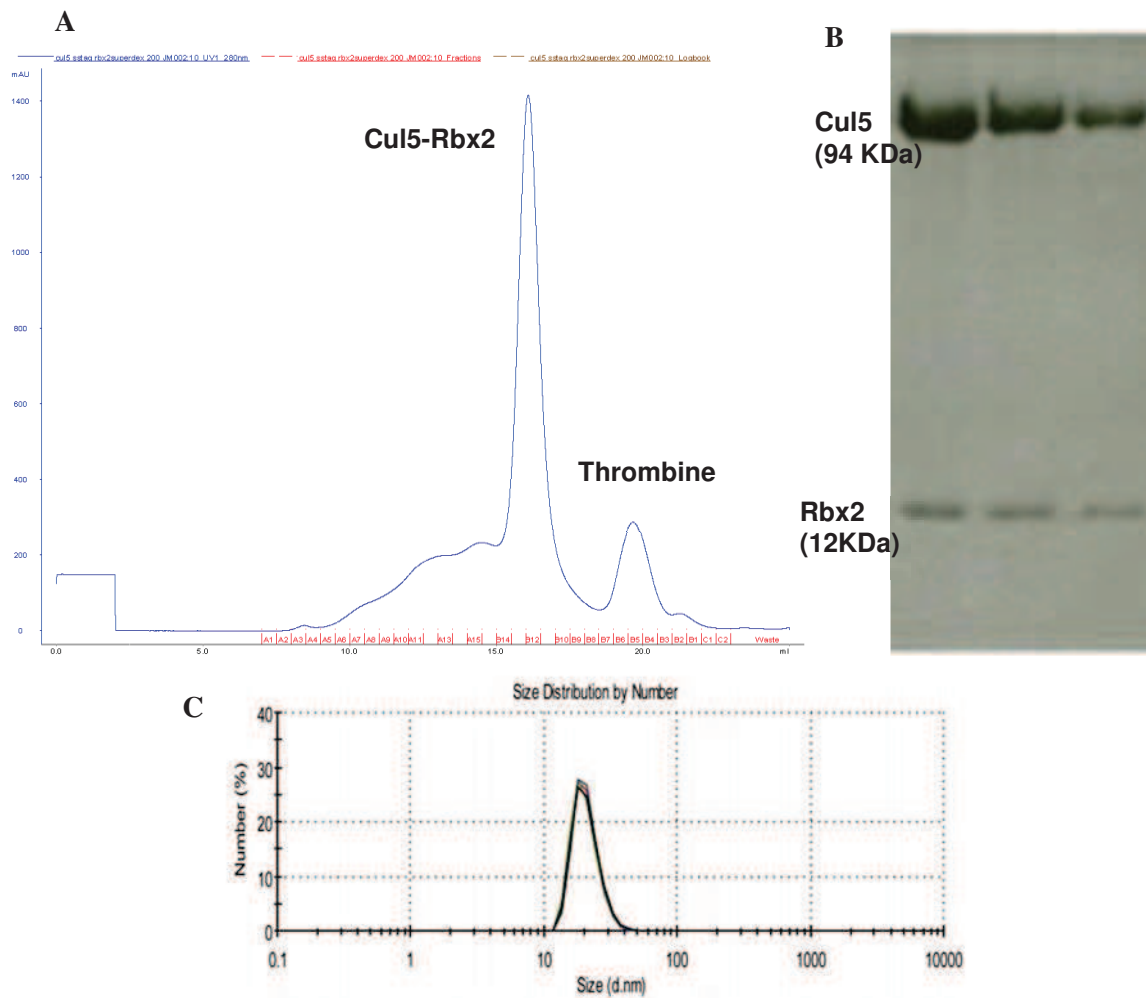 A
cul5 sstag rbx2superdex 200 JM002:10_UV1_280nm cul5 sstag rbx2superdex 200 JM002:10_Fractions cul5 sstag rbx2superdex 200 JM002:10_Logbook
mAU
1400
1200
1000
800
600
400
200
0
Cul5-Rbx2
Thrombine
A1 A2 A3 A4 A5 A6 A7 A8 A9 A10 A11 A13 A15 B14 B12 B10 B9 B8 B7 B6 B5 B4 B3 B2 B1 C1 C2 Waste
0.0 5.0 10.0 15.0 20.0 ml
B
Cul5
(94 KDa)
Rbx2
(12KDa)
C
Size Distribution by Number
Number (%)
40
30
20
10
0
0.1 1 10 100 1000 10000
Size (d.nm)